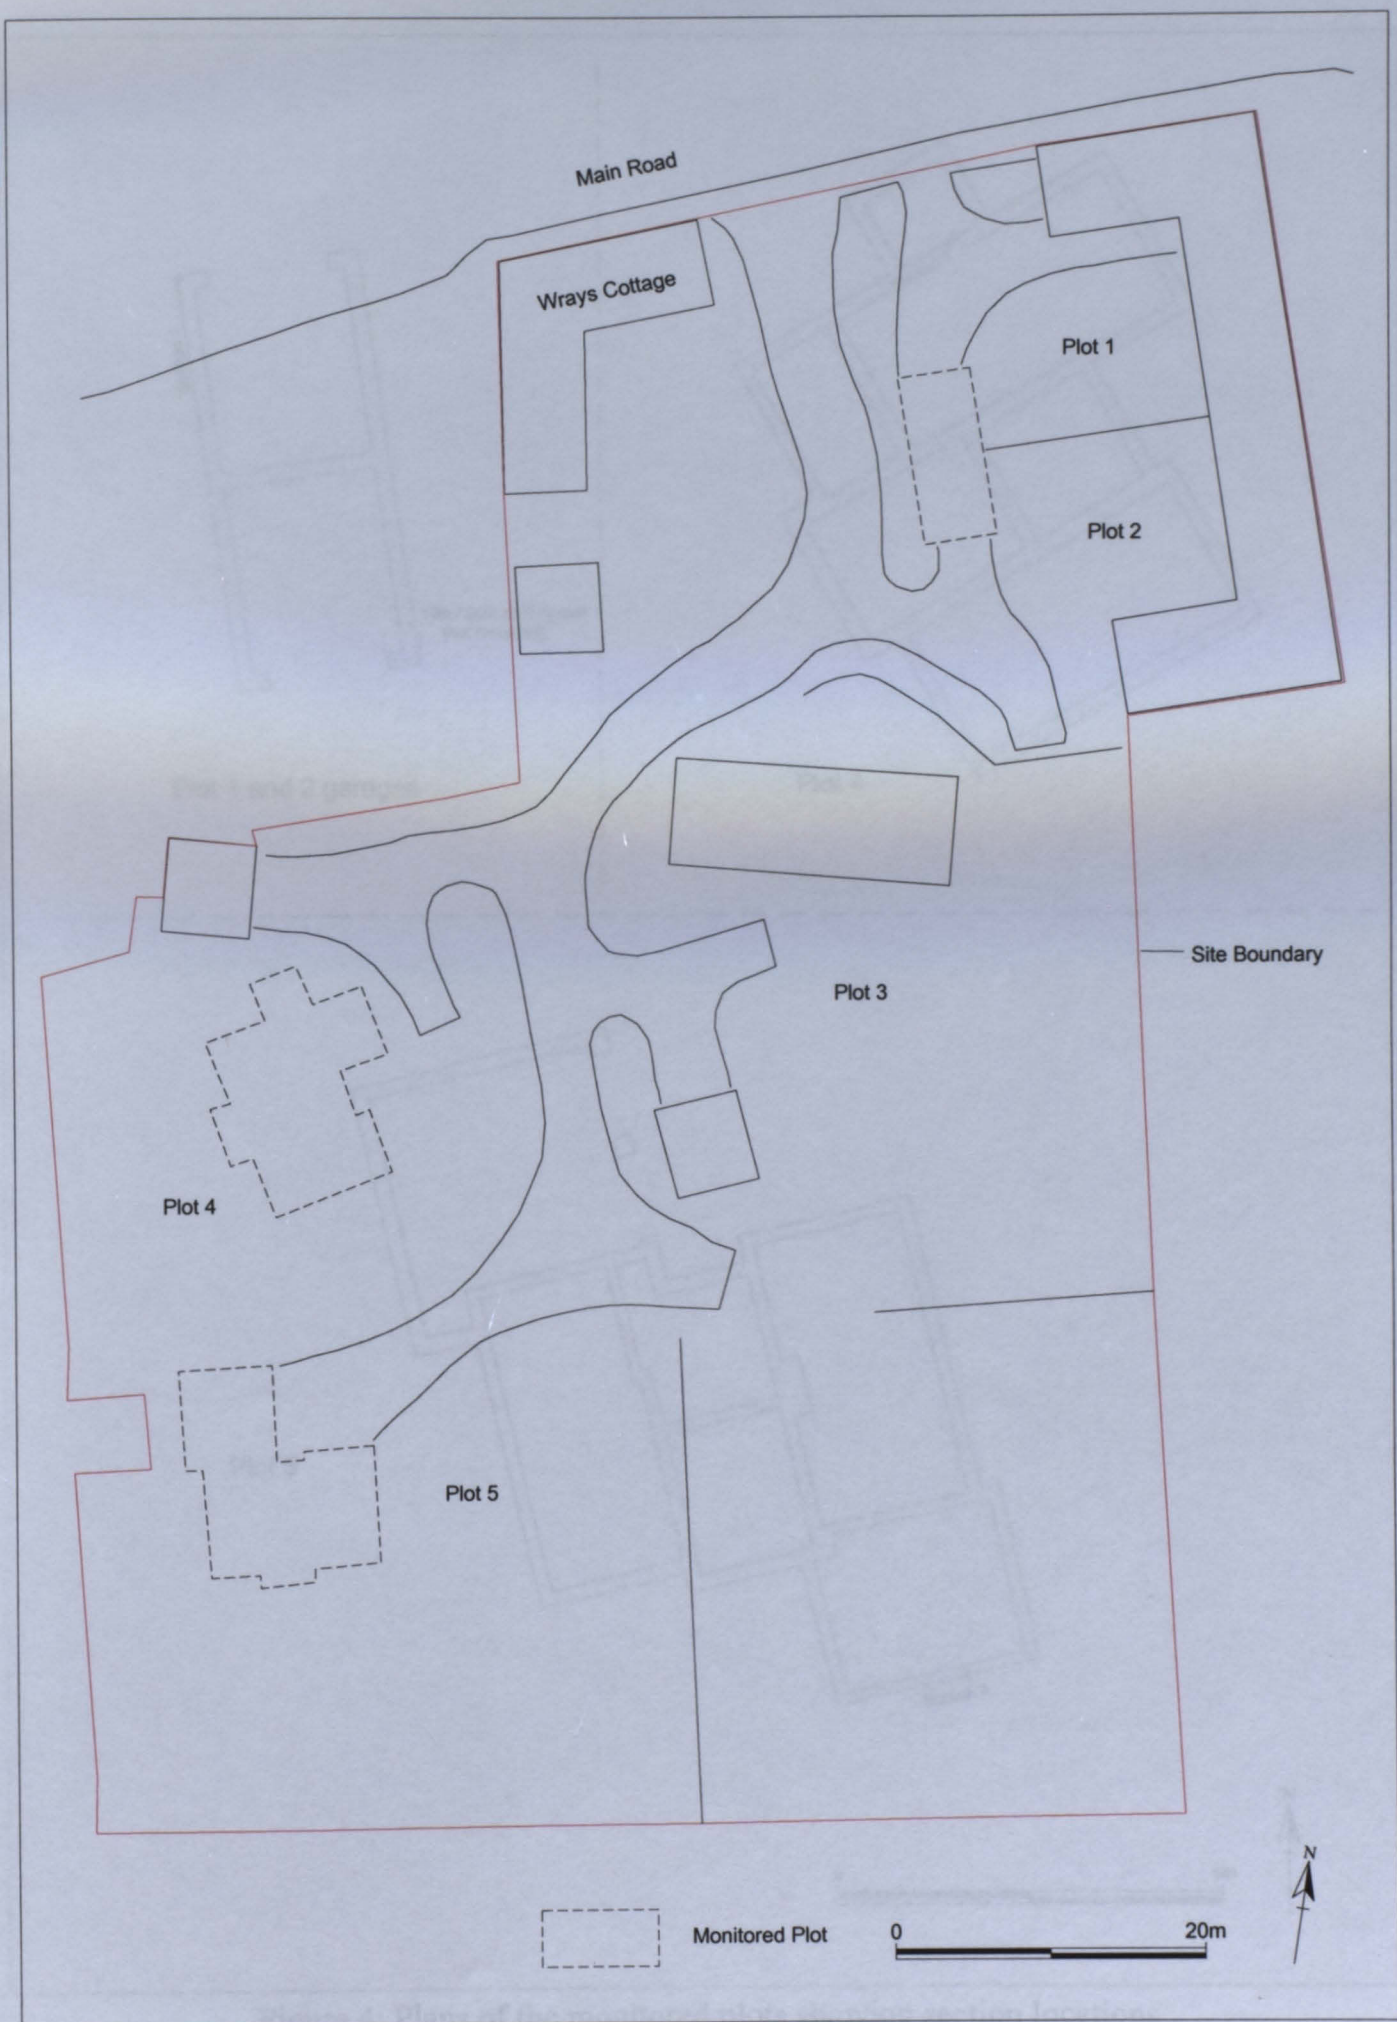 Main Road
Wrays Cottage
Plot 1
Plot 2
Site Boundary
Plot 3
Plot 4
Plot 5
N
Monitored Plot
0 20m